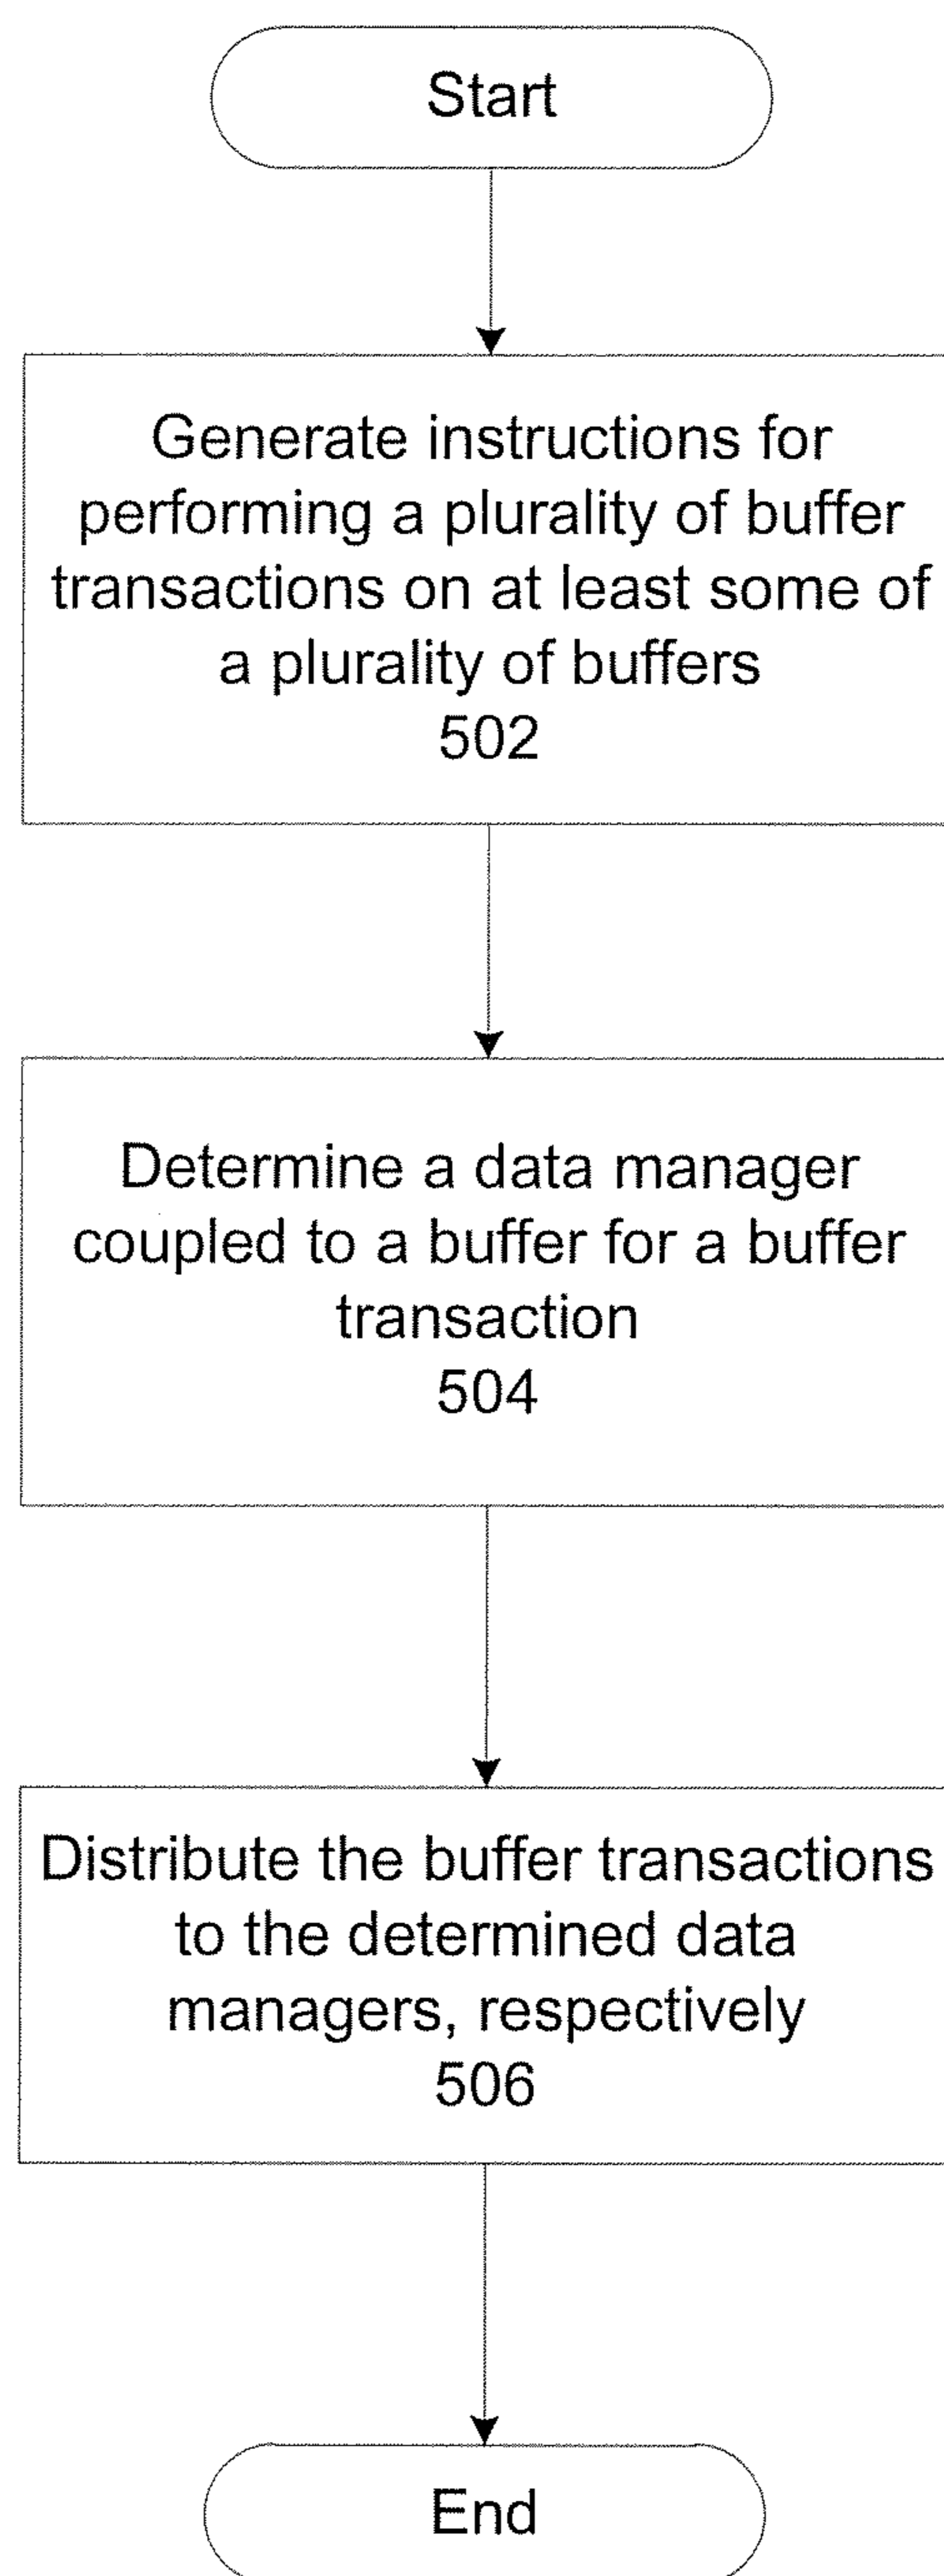 Start
Generate instructions for
performing a plurality of buffer
transactions on at least some of
a plurality of buffers
502
Determine a data manager
coupled to a buffer for a buffer
transaction
504
Distribute the buffer transactions
to the determined data
managers, respectively
506
End